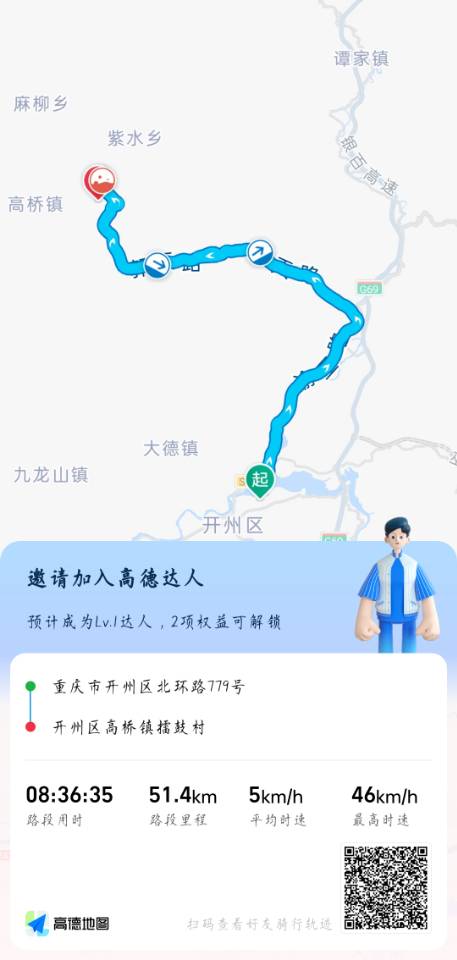 谭家镇
麻柳乡
紫水乡
银百高速
高桥镇
G69
大德镇
九龙山镇
S
起
开州区
邀请加入高德达人
预计成为Lv.1达人，2项权益可解锁
重庆市开州区北环路779号
开州区高桥镇擂鼓村
08:36:35 51.4km 5km/h 46km/h
路段用时 路段里程 平均时速 最高时速
高德地图 扫码查看好友骑行轨迹